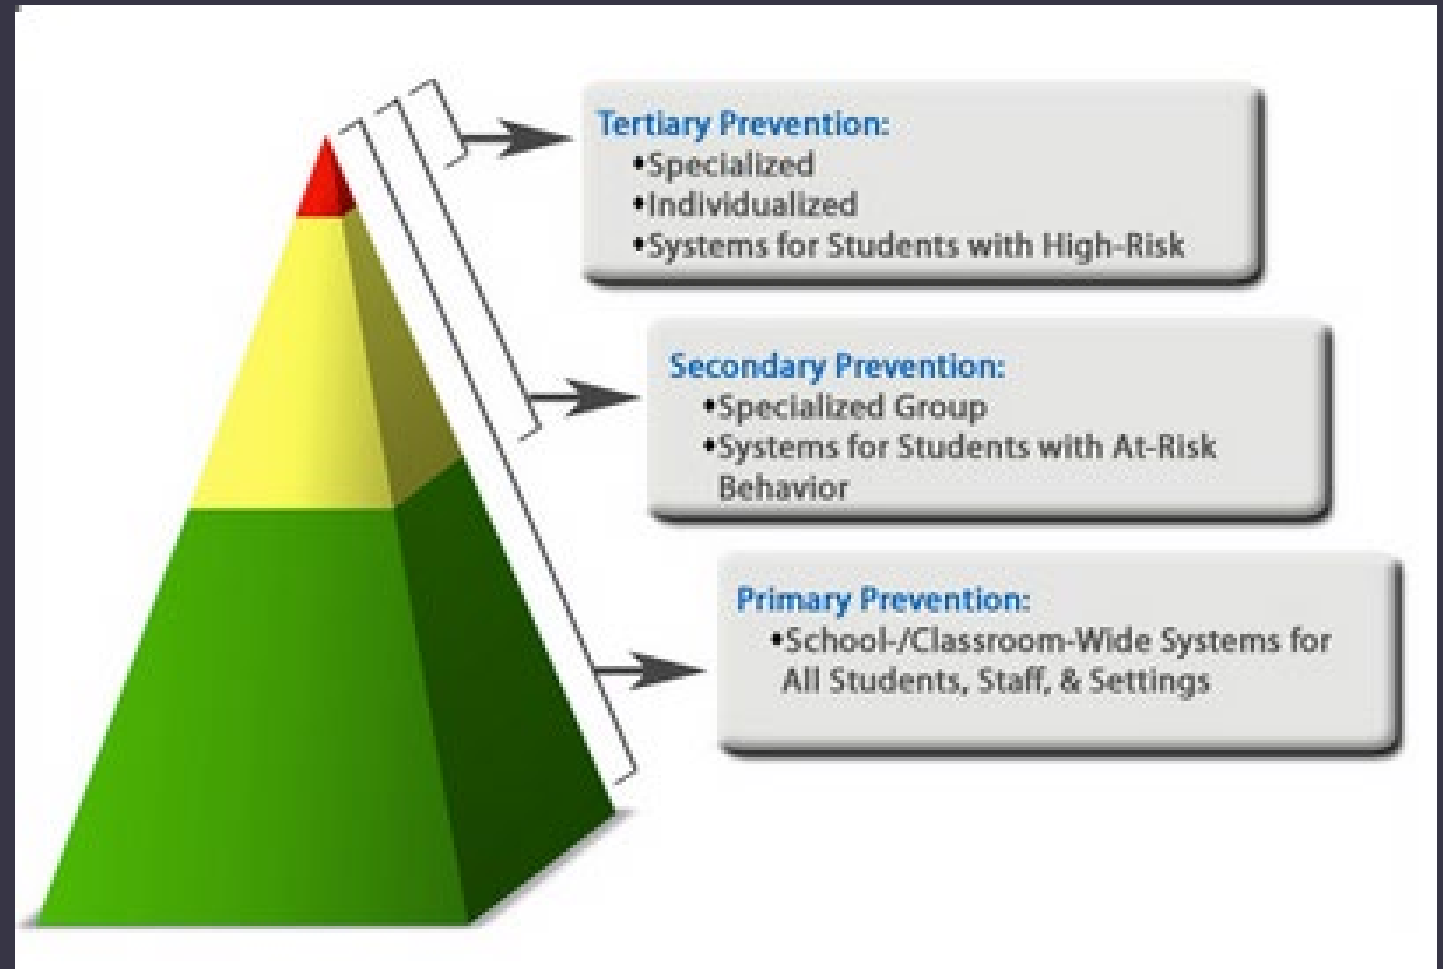 Tertiary Prevention:
•Specialized
•Individualized
•Systems for Students with High-Risk
Secondary Prevention:
•Specialized Group
•Systems for Students with At-Risk
Behavior
Primary Prevention:
•School-/Classroom-Wide Systems for
All Students, Staff, & Settings